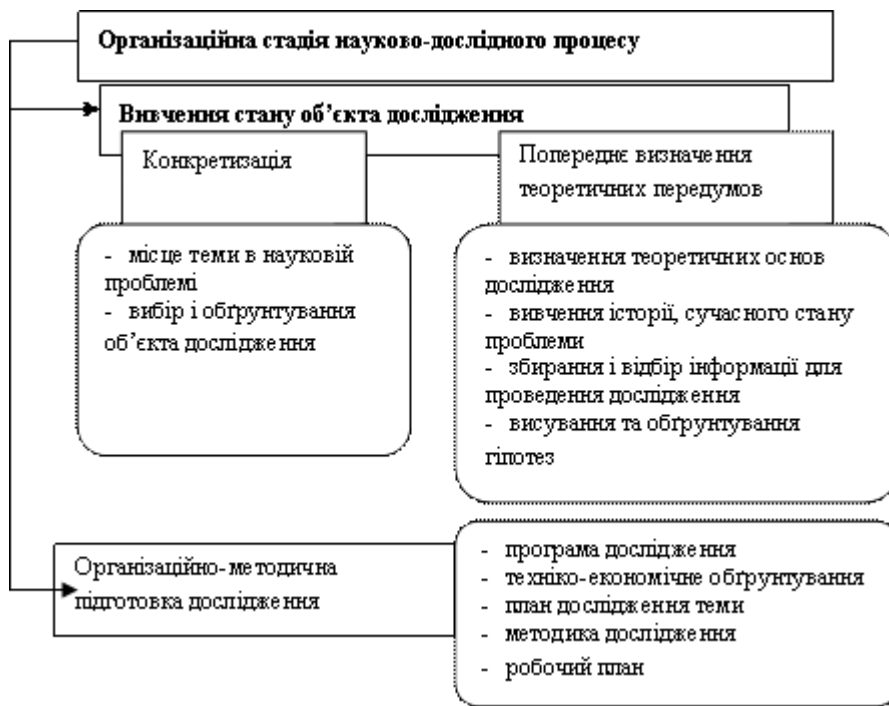 Організаційна стадія науково-дослідного процесу
Вивчення стану об’єкта дослідження
Конкретизація
- місце теми в науковій
проблемі
- вибір і обґрунтування
об’єкта дослідження
Попереднє визначення
теоретичних передумов
- визначення теоретичних основ
дослідження
- вивчення історії, сучасного стану
проблеми
- збирання і відбір інформації для
проведення дослідження
- висування та обґрунтування
гіпотез
Організаційно-методична
підготовка дослідження
- програма дослідження
- техніко-економічне обґрунтування
- план дослідження теми
- методика дослідження
- робочий план